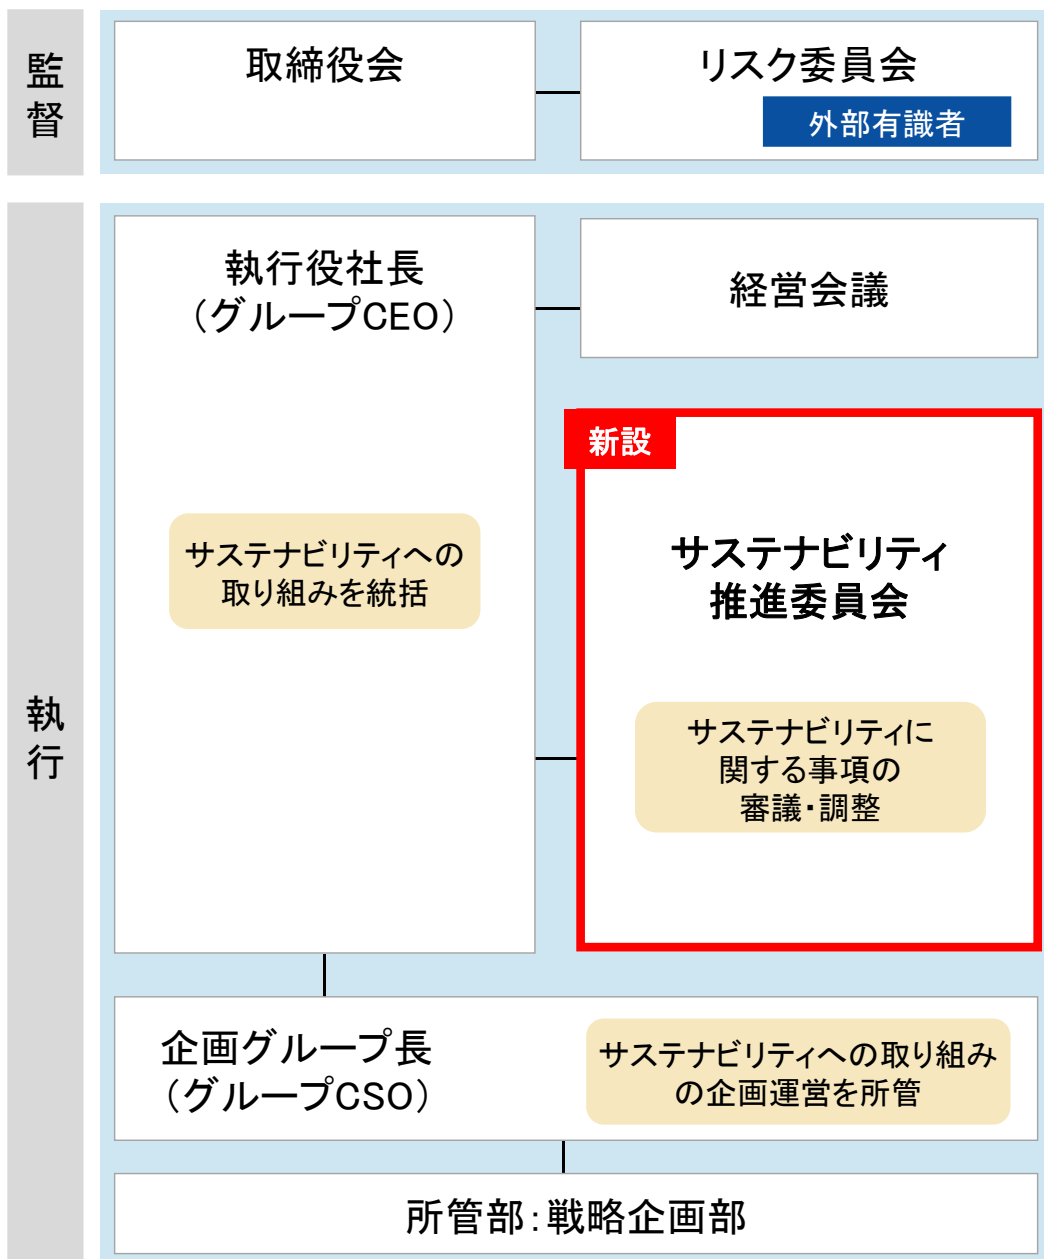 監督
取締役会
リスク委員会
外部有識者
執行
執行役社長
（グループCEO）
経営会議
新設
サステナビリティ
推進委員会
サステナビリティへの
取り組みを統括
サステナビリティに
関する事項の
審議・調整
企画グループ長
（グループCSO）
サステナビリティへの取り組み
の企画運営を所管
所管部：戦略企画部